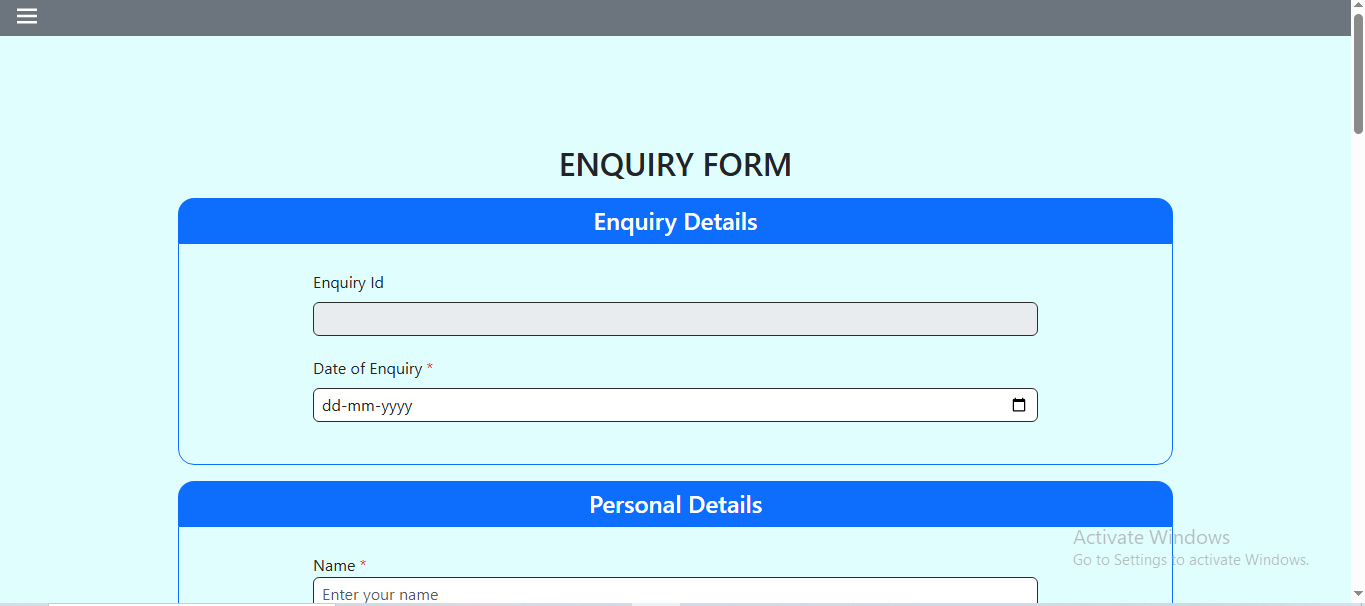 ENQUIRY FORM
Enquiry Details
Enquiry Id
Date of Enquiry *
dd-mm-yyyy
Personal Details
Name *
Enter your name
Activate Windows
Go to Settings to activate Windows.